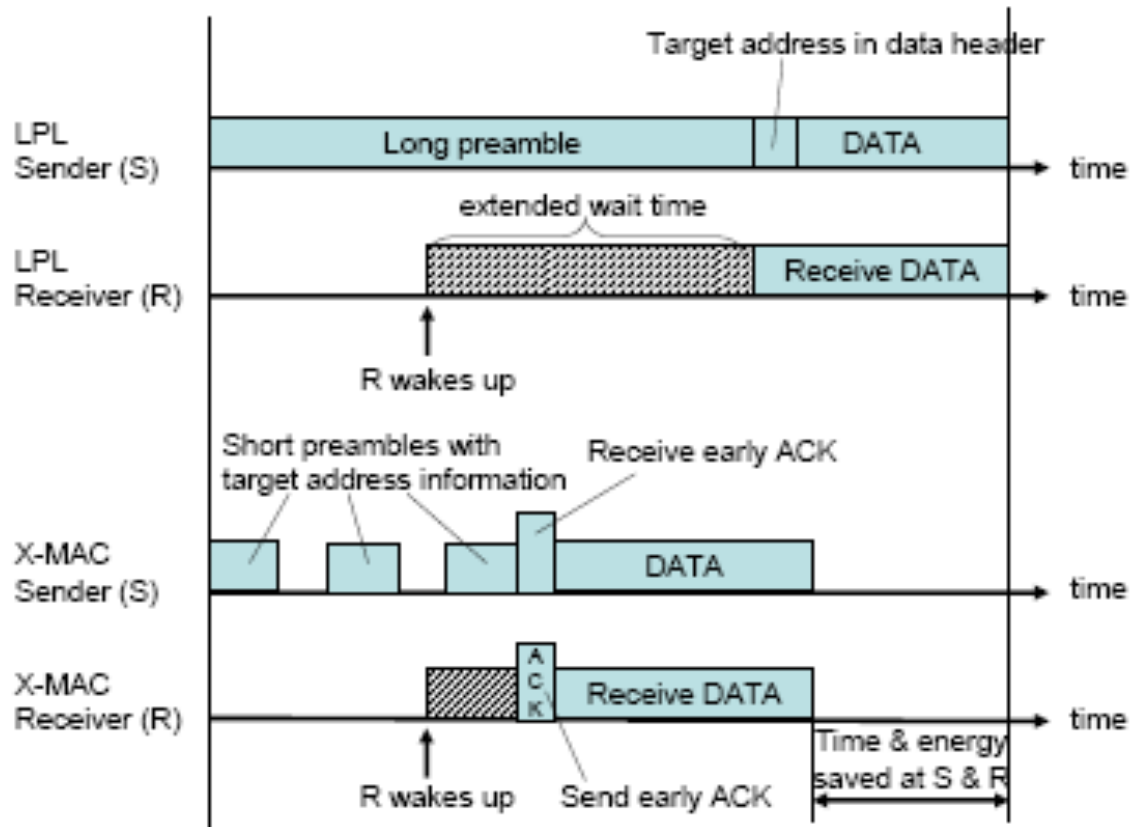 Target address in data header
LPL
Sender (S)
Long preamble
DATA
time
extended wait time
LPL
Receiver (R)
Receive DATA
time
R wakes up
Short preambles with
target address information
Receive early ACK
X-MAC
Sender (S)
DATA
time
X-MAC
Receiver (R)
ACK
Receive DATA
time
R wakes up
Send early ACK
Time & energy
saved at S & R